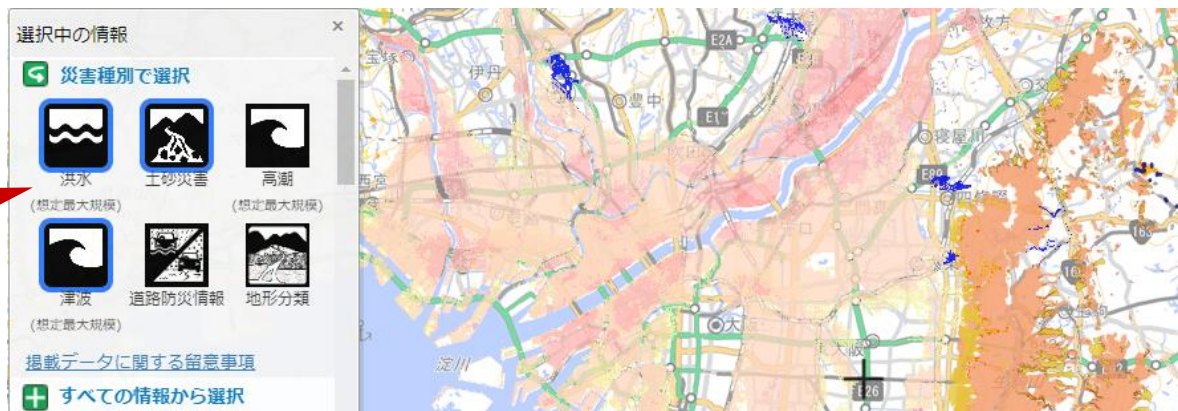 選択中の情報
×
災害種別で選択
洪水
土砂災害
高潮
(想定最大規模)
(想定最大規模)
津波
道路防災情報
地形分類
(想定最大規模)
掲載データに関する留意事項
すべての情報から選択
宝塚
伊丹
豊中
E2A
枚方
E1
寝屋川
E89
西宮
163
淀川
E26